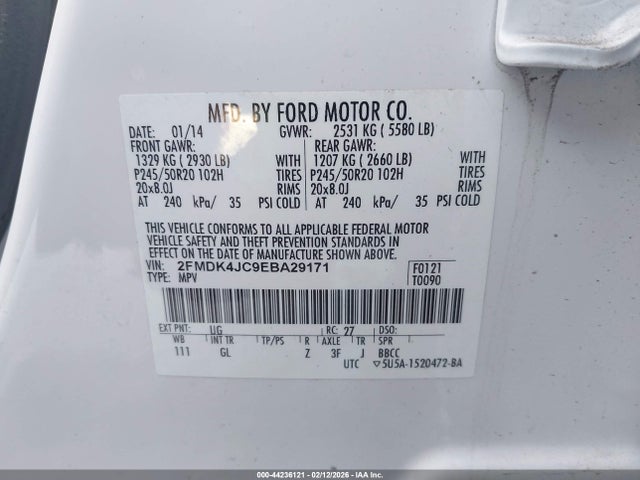 MFD. BY FORD MOTOR CO.
DATE: 01/14 GVWR: 2531 KG ( 5580 LB)
FRONT GAWR: REAR GAWR:
1329 KG ( 2930 LB) WITH 1207 KG ( 2660 LB) WITH
P245/50R20 102H TIRES P245/50R20 102H TIRES
20x8.0J RIMS 20x8.0J RIMS
AT 240 kPa/ 35 PSI COLD AT 240 kPa/ 35 PSI COLD
THIS VEHICLE CONFORMS TO ALL APPLICABLE FEDERAL MOTOR
VEHICLE SAFETY AND THEFT PREVENTION STANDARDS IN
EFFECT ON THE DATE OF MANUFACTURE SHOWN ABOVE.
VIN: 2FMDK4JC9EBA29171 F0121
TYPE: MPV T0090
EXT PNT: UG RC: 27 DSO:
WB INT TR TP/PS R AXLE TR SPR
111 GL Z 3F J BBCC
UTC ▽5U5A-1520472-BA
000-44236121 - 02/12/2026 - IAAI, Inc.